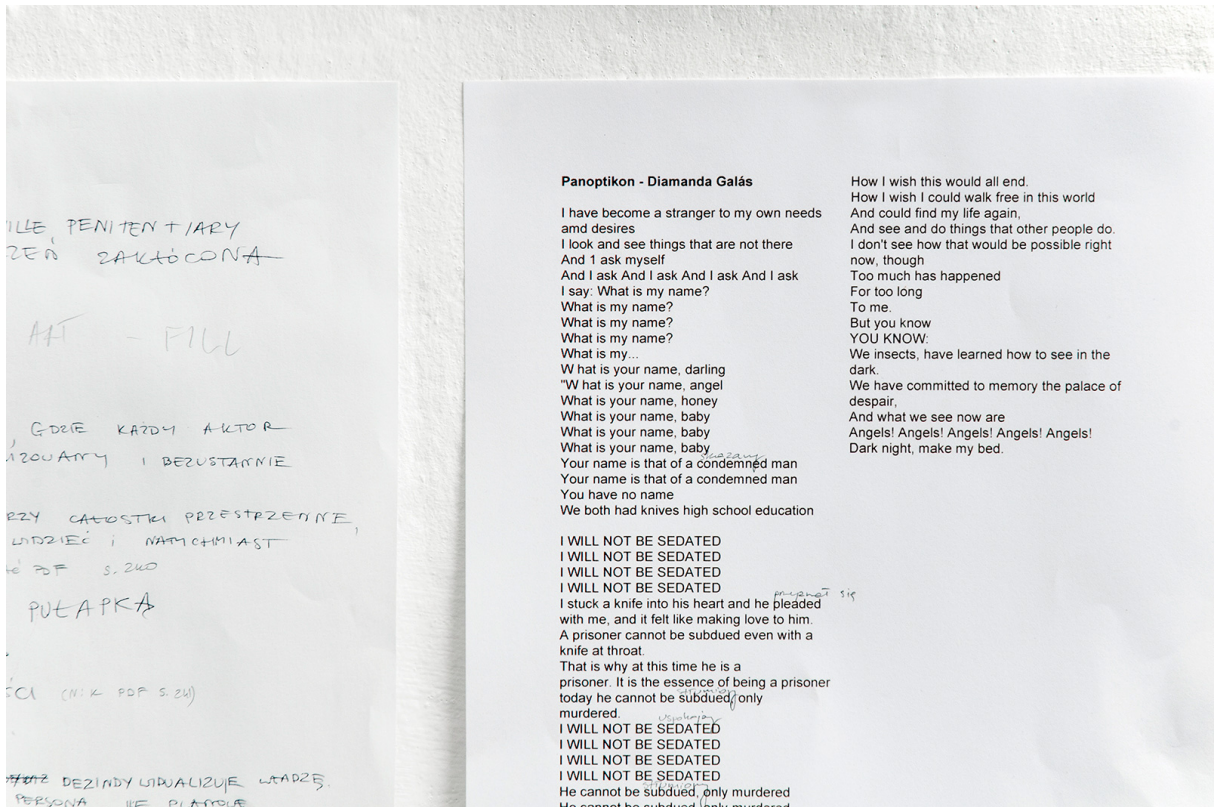 PENITENTIARY
ZAKŁÓCONA
ART - FILL
, GDZIE KAŻDY AKTOR
I BEZUSTANNIE
CAŁOSTKI PRZESTRZENNE,
WIDZIEĆ i NATYCHMIAST
PDF S. 240
PUŁAPKĄ
(N:K PDF S. 241)
DEZINDYWIDUALIZUJE WŁADZĘ.
PERSONA
Panoptikon - Diamanda Galás
I have become a stranger to my own needs
amd desires
I look and see things that are not there
And 1 ask myself
And I ask And I ask And I ask And I ask
I say: What is my name?
What is my name?
What is my name?
What is my name?
What is my...
W hat is your name, darling
"W hat is your name, angel
What is your name, honey
What is your name, baby
What is your name, baby
What is your name, baby
skazany
Your name is that of a condemned man
Your name is that of a condemned man
You have no name
We both had knives high school education
I WILL NOT BE SEDATED
I WILL NOT BE SEDATED
I WILL NOT BE SEDATED
I WILL NOT BE SEDATED
się
I stuck a knife into his heart and he pleaded
with me, and it felt like making love to him.
A prisoner cannot be subdued even with a
knife at throat.
That is why at this time he is a
prisoner. It is the essence of being a prisoner
today he cannot be subdued, only
murdered.
I WILL NOT BE SEDATED
I WILL NOT BE SEDATED
I WILL NOT BE SEDATED
I WILL NOT BE SEDATED
He cannot be subdued, only murdered
He cannot be subdued, only murdered
How I wish this would all end.
How I wish I could walk free in this world
And could find my life again,
And see and do things that other people do.
I don't see how that would be possible right
now, though
Too much has happened
For too long
To me.
But you know
YOU KNOW:
We insects, have learned how to see in the
dark.
We have committed to memory the palace of
despair,
And what we see now are
Angels! Angels! Angels! Angels! Angels!
Dark night, make my bed.